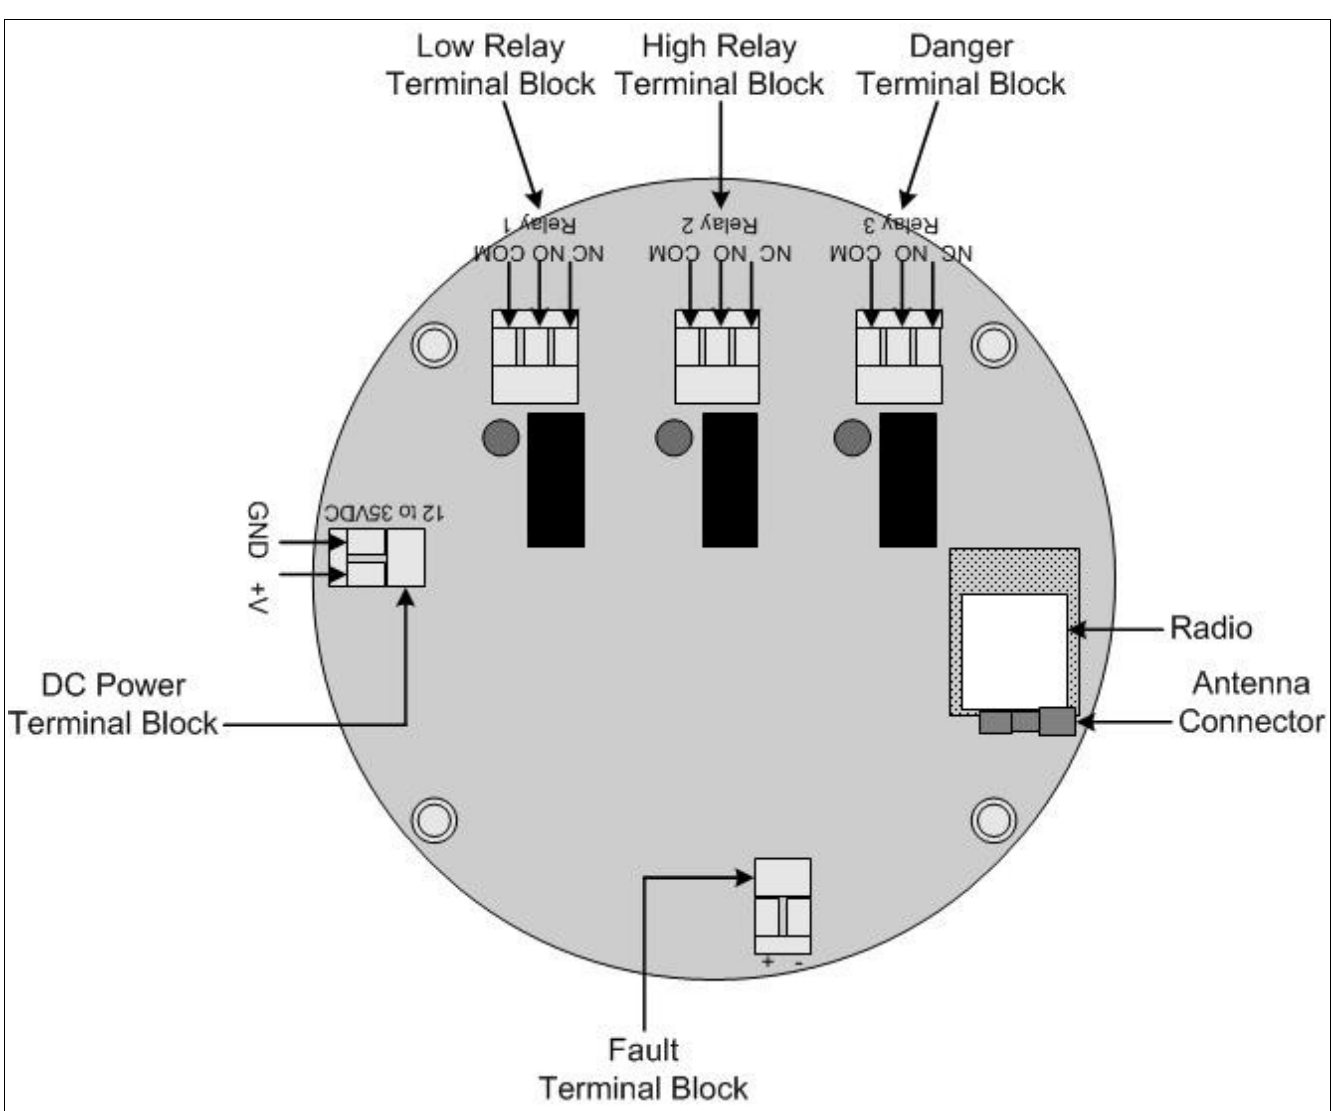 Low Relay
Terminal Block
High Relay
Terminal Block
Danger
Terminal Block
Relay 1
COM NO NC
Relay 2
COM NO NC
Relay 3
COM NO NC
12 to 35VDC
GND
+V
DC Power
Terminal Block
Radio
Antenna
Connector
+ -
Fault
Terminal Block